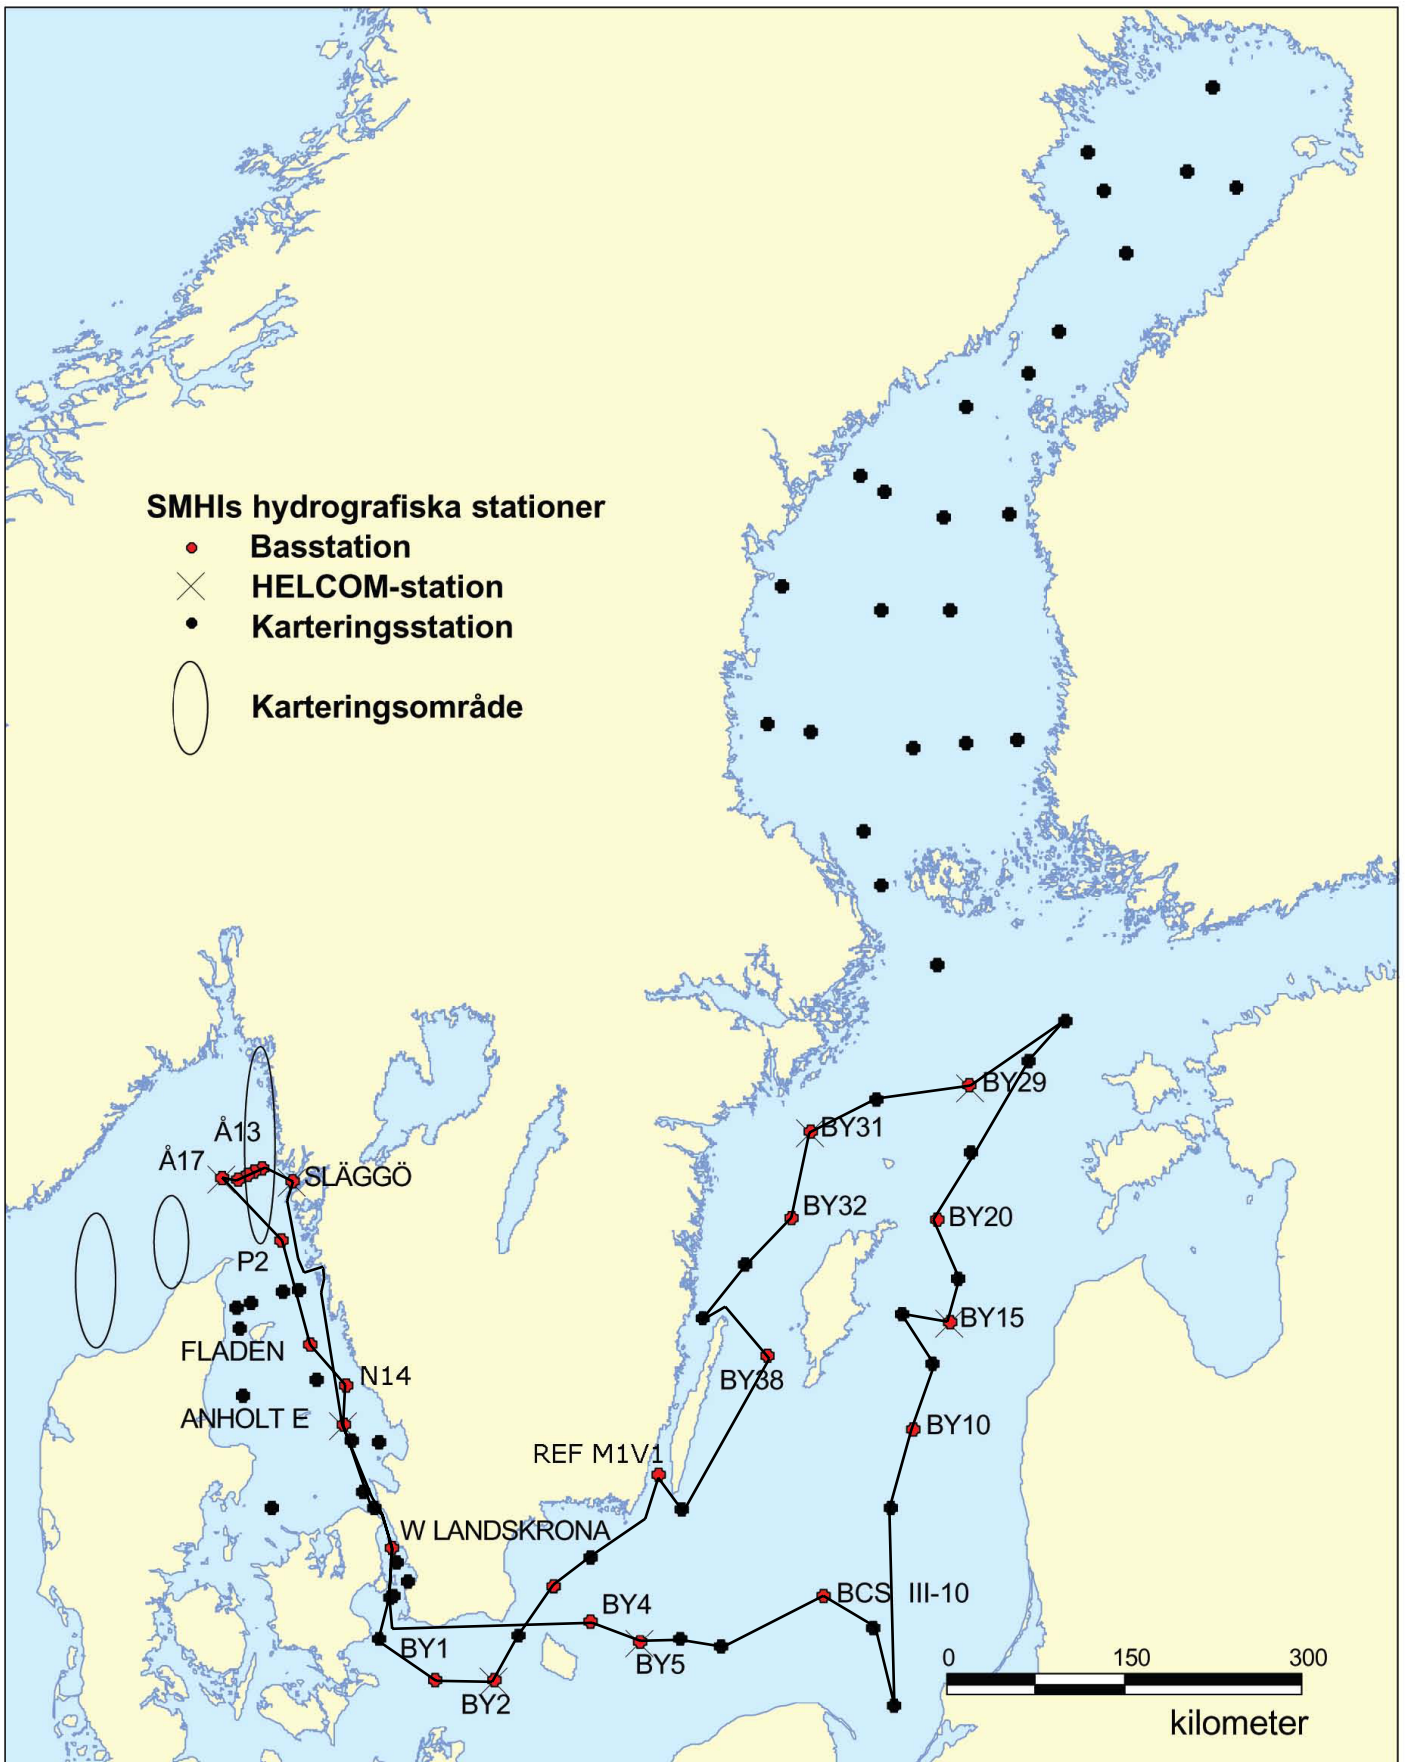 SMHIs hydrografiska stationer
Basstation
HELCOM-station
Karteringsstation
Karteringsområde
BY29
Å13
BY31
Å17
SLÄGGÖ
BY32
BY20
P2
BY15
FLADEN
N14
BY38
ANHOLT E
BY10
REF M1V1
W LANDSKRONA
BCS III-10
BY4
BY1
BY5
BY2
0 150 300
kilometer